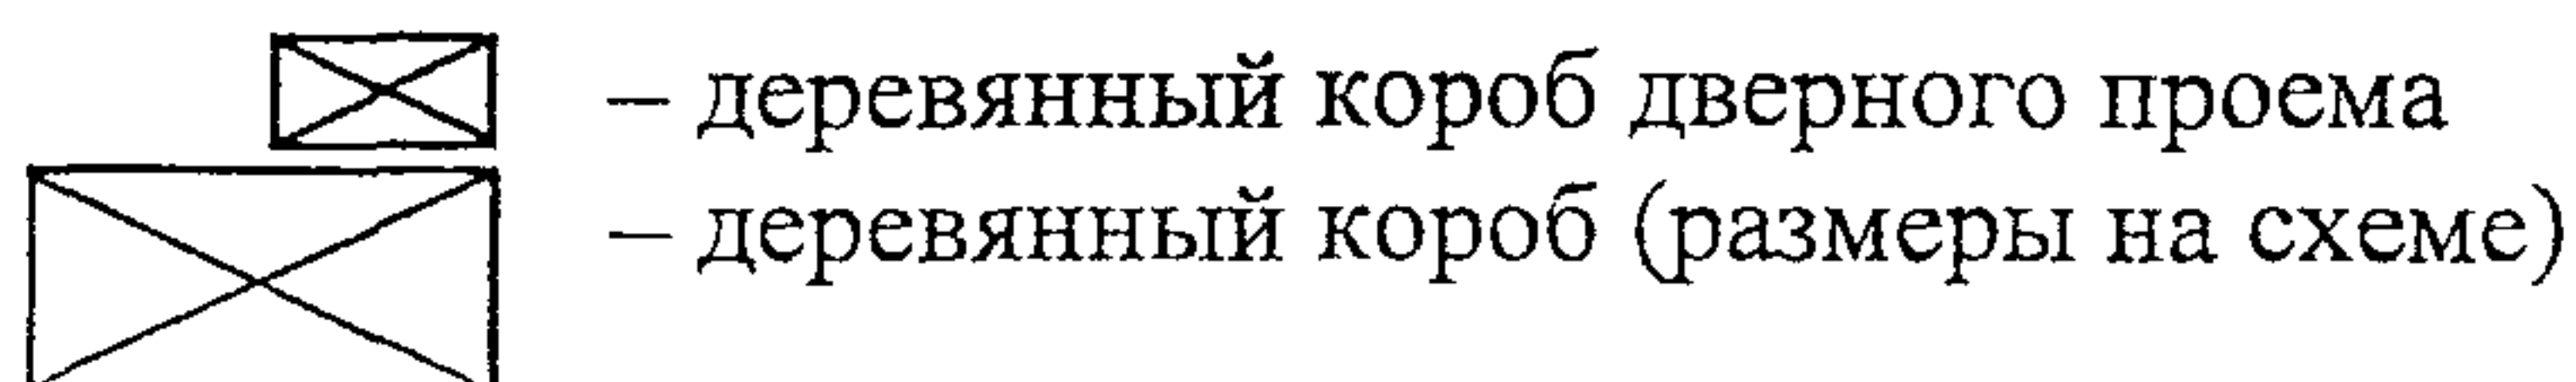 – деревянный короб дверного проема
– деревянный короб (размеры на схеме)